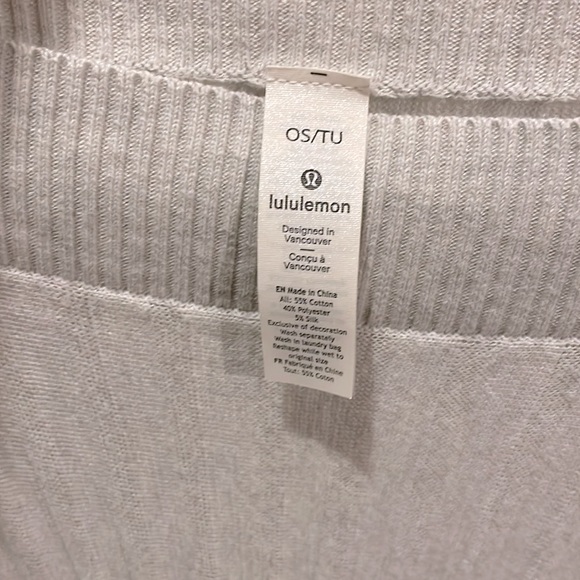 OS/TU
lululemon
Designed in
Vancouver
Conçu à
Vancouver
EN Made in China
All: 55% Cotton
40% Polyester
5% Silk
Exclusive of decoration
Wash separately
Wash in laundry bag
Reshape while wet to
original size
FR Fabriqué en Chine
Tout: 55% Coton